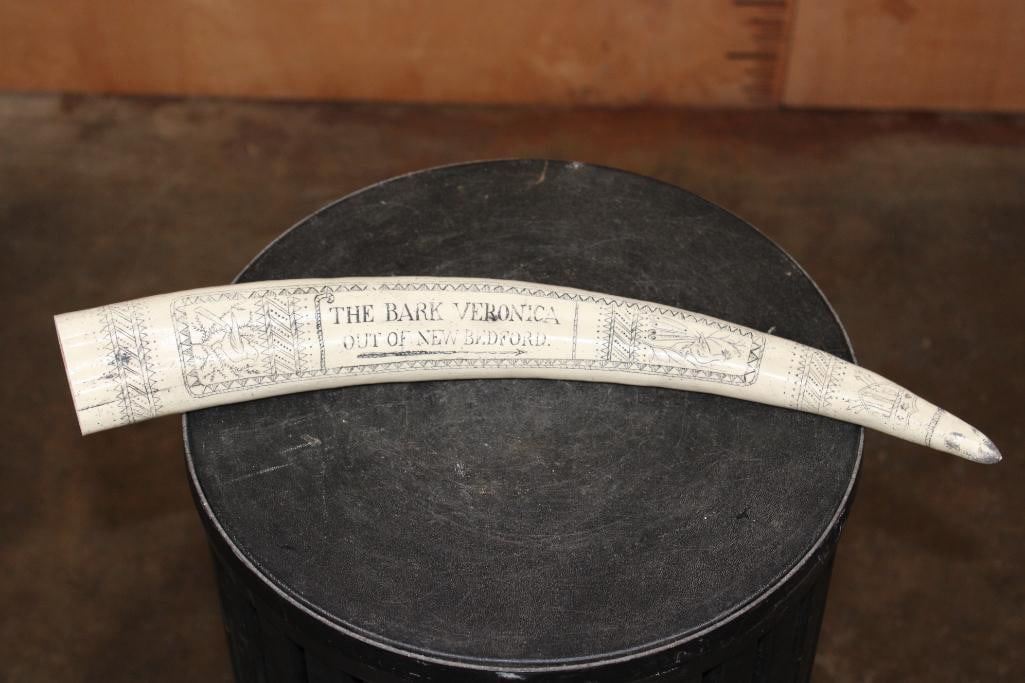 THE BARK VERONICA
OUT OF NEW BEDFORD.